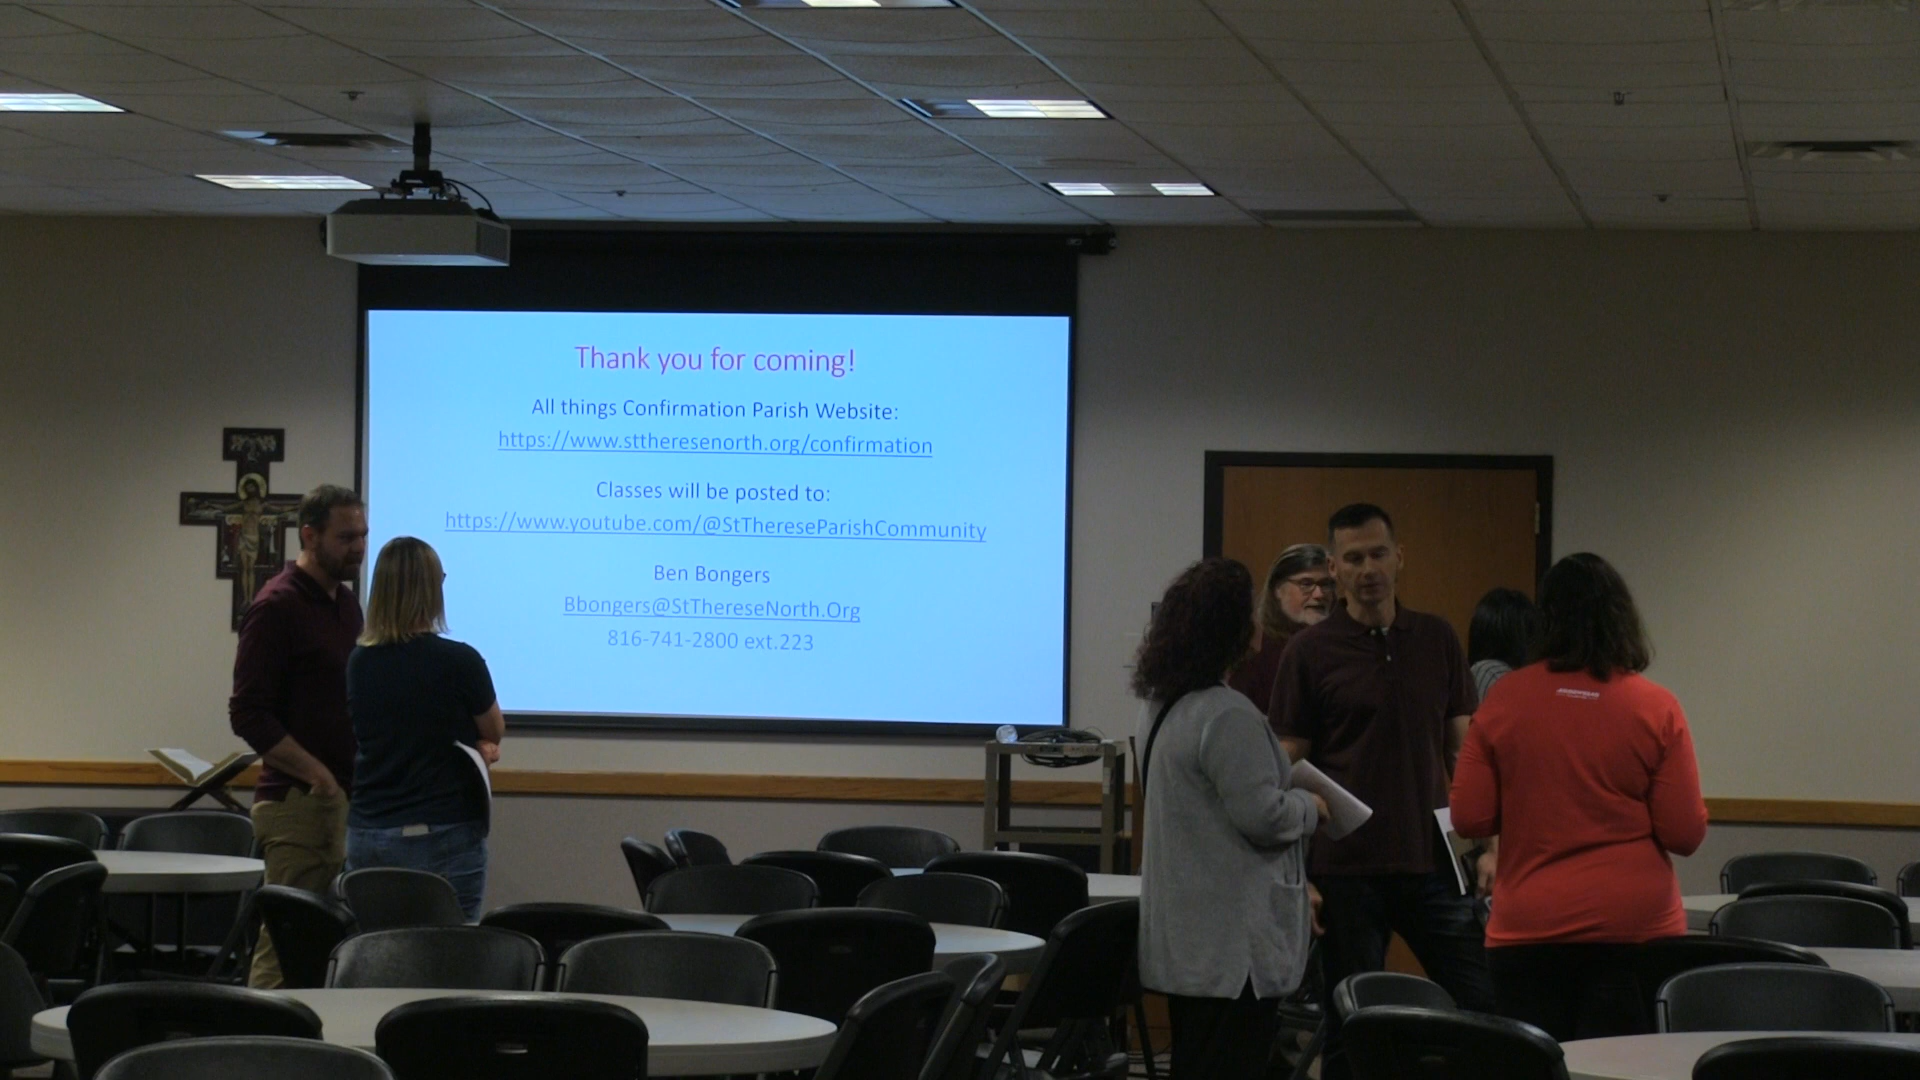 Thank you for coming!
All things Confirmation Parish Website:
https://www.sttheresenorth.org/confirmation
Classes will be posted to:
https://www.youtube.com/@StThereseParishCommunity
Ben Bongers
Bbongers@StThereseNorth.Org
816-741-2800 ext.223